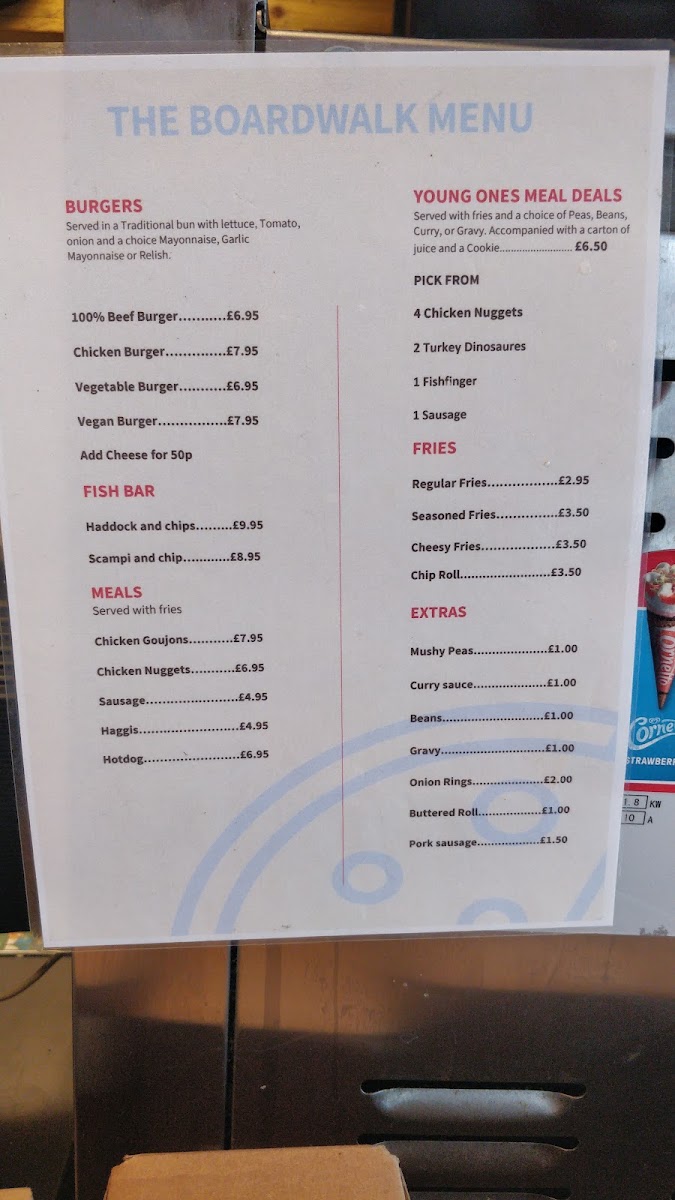 THE BOARDWALK MENU
BURGERS
Served in a Traditional bun with lettuce, Tomato,
onion and a choice Mayonnaise, Garlic
Mayonnaise or Relish.
100% Beef Burger...........£6.95
Chicken Burger..............£7.95
Vegetable Burger...........£6.95
Vegan Burger................£7.95
Add Cheese for 50p
FISH BAR
Haddock and chips.........£9.95
Scampi and chip............£8.95
MEALS
Served with fries
Chicken Goujons...........£7.95
Chicken Nuggets...........£6.95
Sausage.......................£4.95
Haggis.........................£4.95
Hotdog........................£6.95
YOUNG ONES MEAL DEALS
Served with fries and a choice of Peas, Beans,
Curry, or Gravy. Accompanied with a carton of
juice and a Cookie.......................... £6.50
PICK FROM
4 Chicken Nuggets
2 Turkey Dinosaures
1 Fishfinger
1 Sausage
FRIES
Regular Fries.................£2.95
Seasoned Fries...............£3.50
Cheesy Fries..................£3.50
Chip Roll.......................£3.50
EXTRAS
Mushy Peas...................£1.00
Curry sauce...................£1.00
Beans..........................£1.00
Gravy..........................£1.00
Onion Rings..................£2.00
Buttered Roll.................£1.00
Pork sausage.................£1.50
Corne
STRAWBER
8 KW
10 A